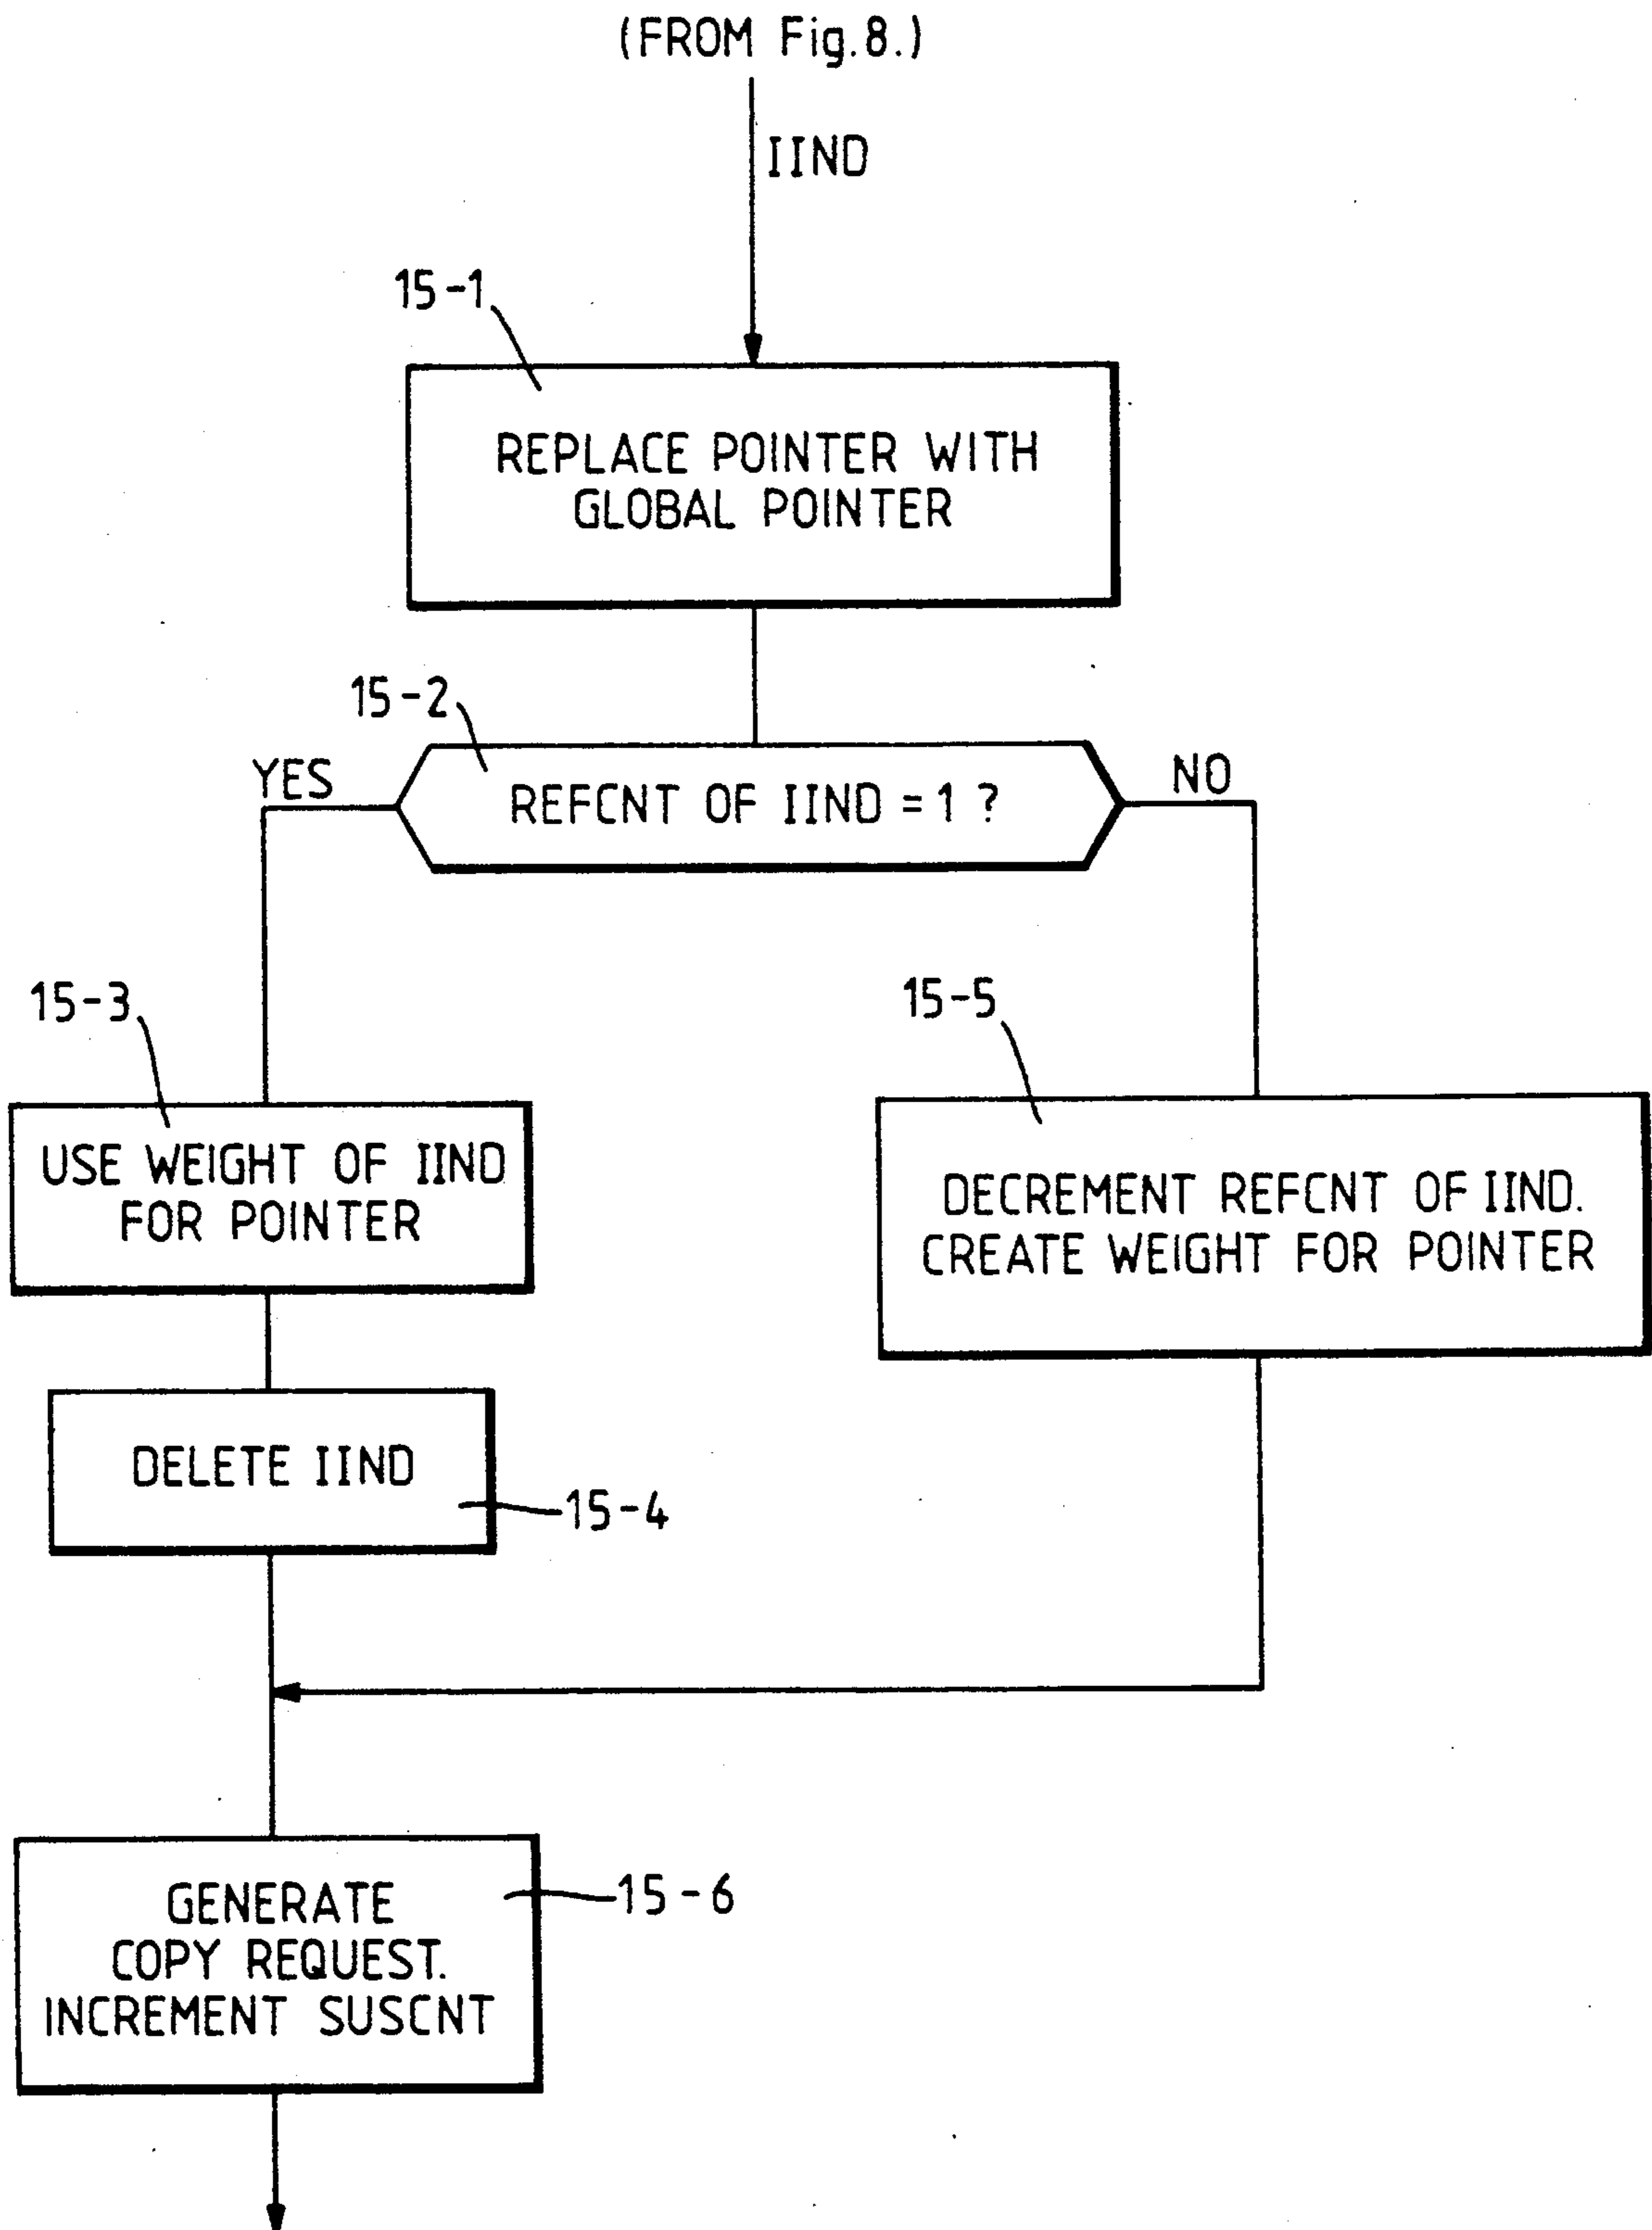 (FROM Fig.8.)
IIND
15-1
REPLACE POINTER WITH
GLOBAL POINTER
15-2
YES
REFCNT OF IIND = 1 ?
NO
15-3
15-5
USE WEIGHT OF IIND
FOR POINTER
DECREMENT REFCNT OF IIND.
CREATE WEIGHT FOR POINTER
DELETE IIND
15-4
GENERATE
COPY REQUEST.
INCREMENT SUSCNT
15-6